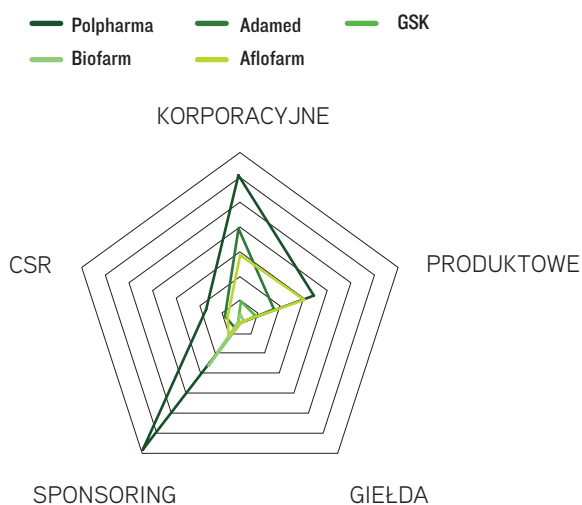 Polpharma Adamed GSK
Biofarm Aflofarm
KORPORACYJNE
CSR PRODUKTOWE
SPONSORING GIEŁDA